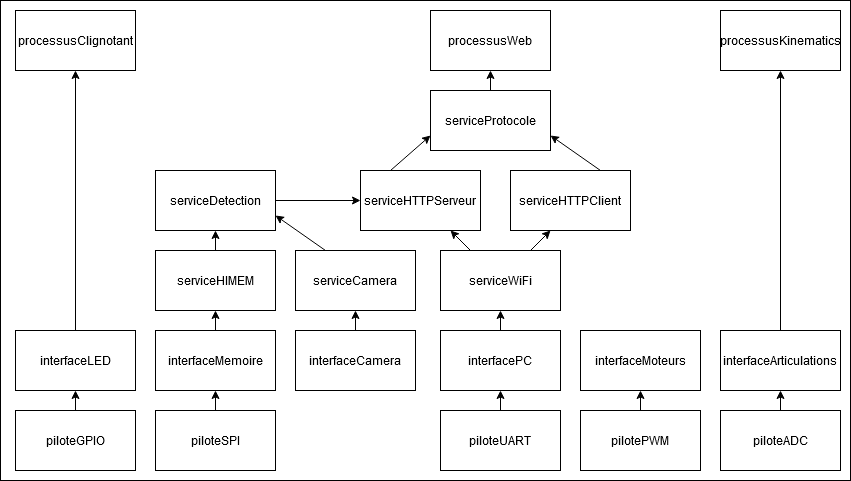 processusClignotant
processusWeb
processusKinematics
serviceProtocole
serviceDetection
serviceHTTPServeur
serviceHTTPClient
serviceHIMEM
serviceCamera
serviceWiFi
interfaceLED
interfaceMemoire
interfaceCamera
interfacePC
interfaceMoteurs
interfaceArticulations
piloteGPIO
piloteSPI
piloteUART
pilotePWM
piloteADC